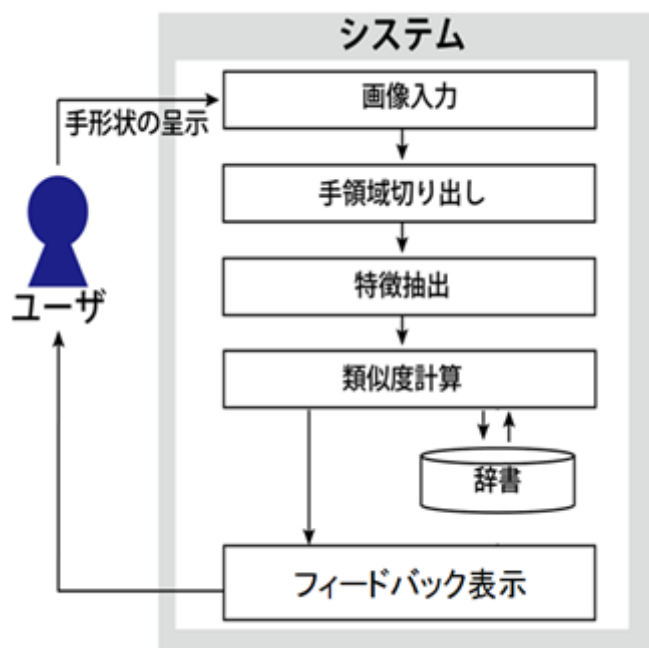 システム
画像入力
手形状の呈示
手領域切り出し
特徴抽出
ユーザ
類似度計算
辞書
フィードバック表示